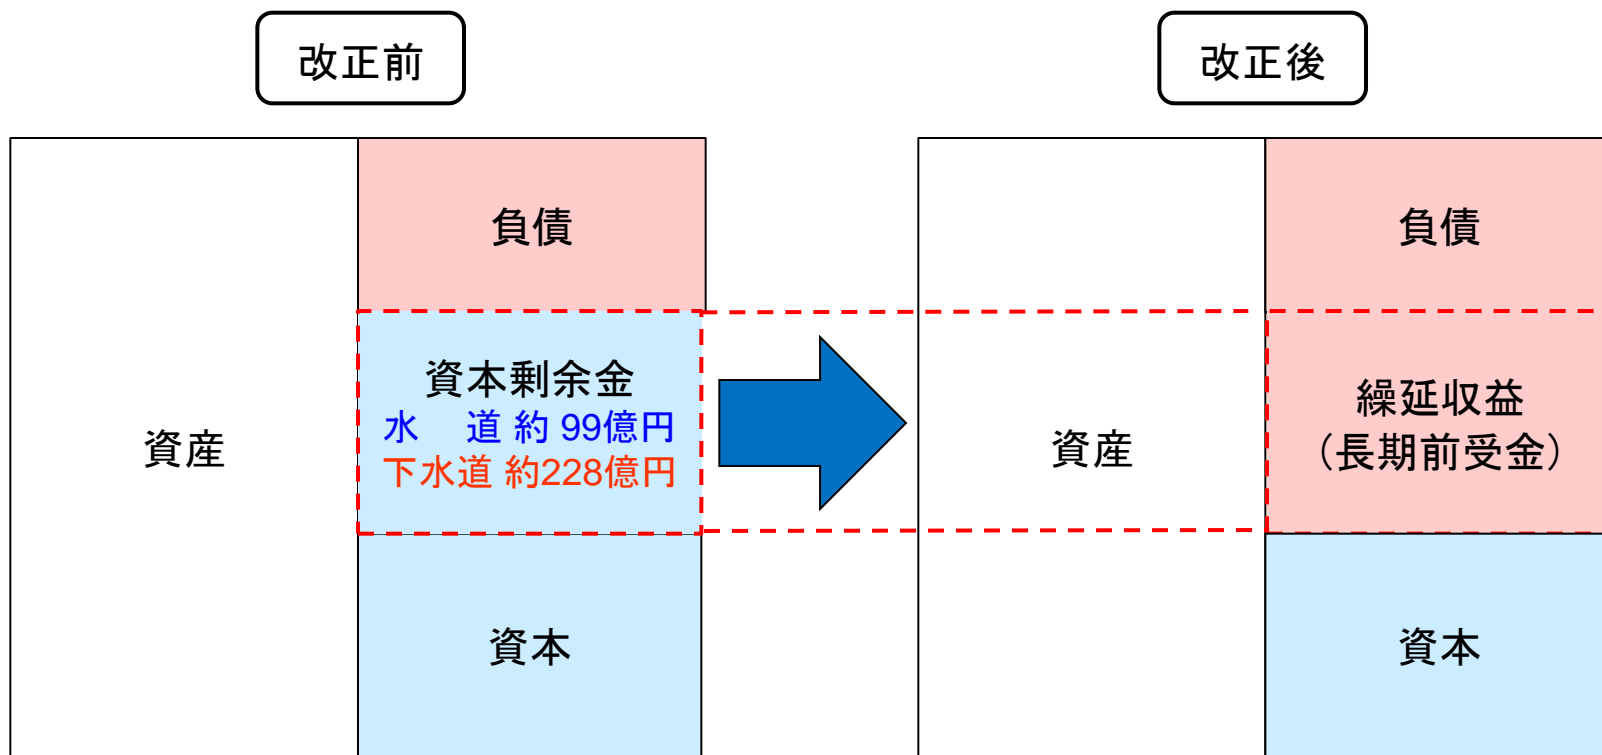 改正前
改正後
資産
負債
資本剰余金
水　道 約 99億円
下水道 約228億円
資本
資産
負債
繰延収益
（長期前受金）
資本